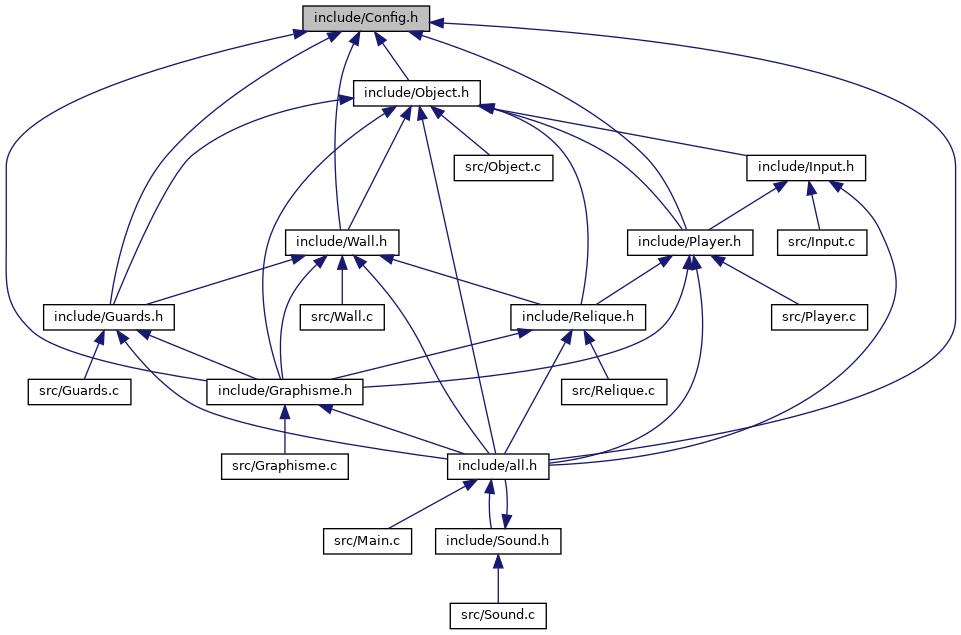 include/Config.h
include/Object.h
src/Object.c
include/Input.h
include/Wall.h
include/Player.h
src/Input.c
include/Guards.h
src/Wall.c
include/Relique.h
src/Player.c
src/Guards.c
include/Graphisme.h
src/Relique.c
src/Graphisme.c
include/all.h
src/Main.c
include/Sound.h
src/Sound.c